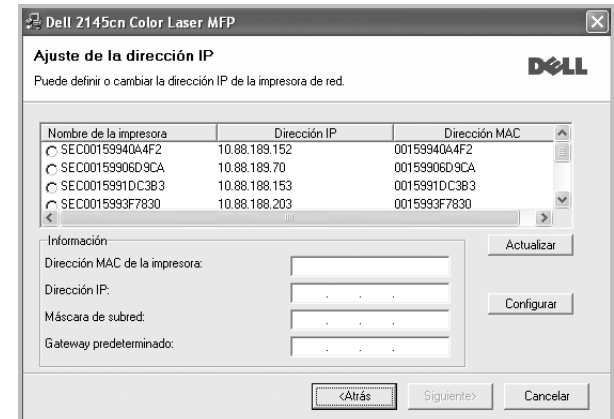 Dell 2145cn Color Laser MFP
Ajuste de la dirección IP
Puede definir o cambiar la dirección IP de la impresora de red.
DELL
Nombre de la impresora Dirección IP Dirección MAC
SEC00159940A4F2 10.88.189.152 00159940A4F2
SEC00159906D9CA 10.88.189.70 00159906D9CA
SEC0015991DC3B3 10.88.188.153 0015991DC3B3
SEC0015993F7830 10.88.188.203 0015993F7830
Información
Actualizar
Dirección MAC de la impresora:
Dirección IP: . . .
Configurar
Máscara de subred: . . .
Gateway predeterminado: . . .
<Atrás Siguiente> Cancelar